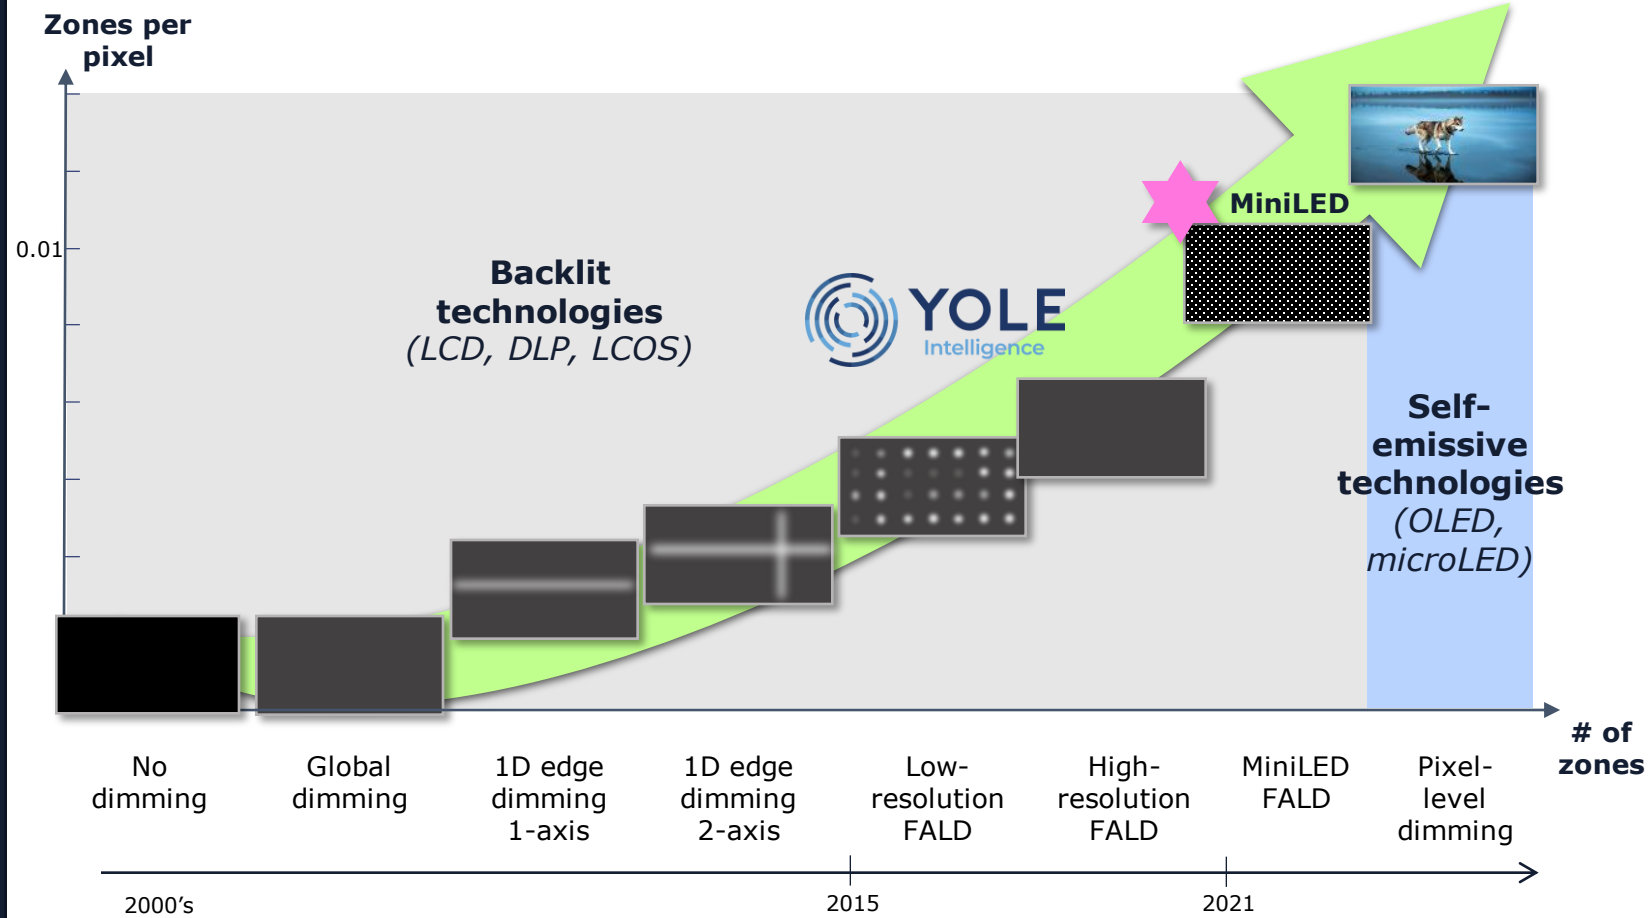 Zones per
pixel
0.01
Backlit
technologies
(LCD, DLP, LCOS)
YOLE
Intelligence
MiniLED
Self-
emissive
technologies
(OLED,
microLED)
# of
zones
No
dimming
Global
dimming
1D edge
dimming
1-axis
1D edge
dimming
2-axis
Low-
resolution
FALD
High-
resolution
FALD
MiniLED
FALD
Pixel-
level
dimming
2000’s
2015
2021